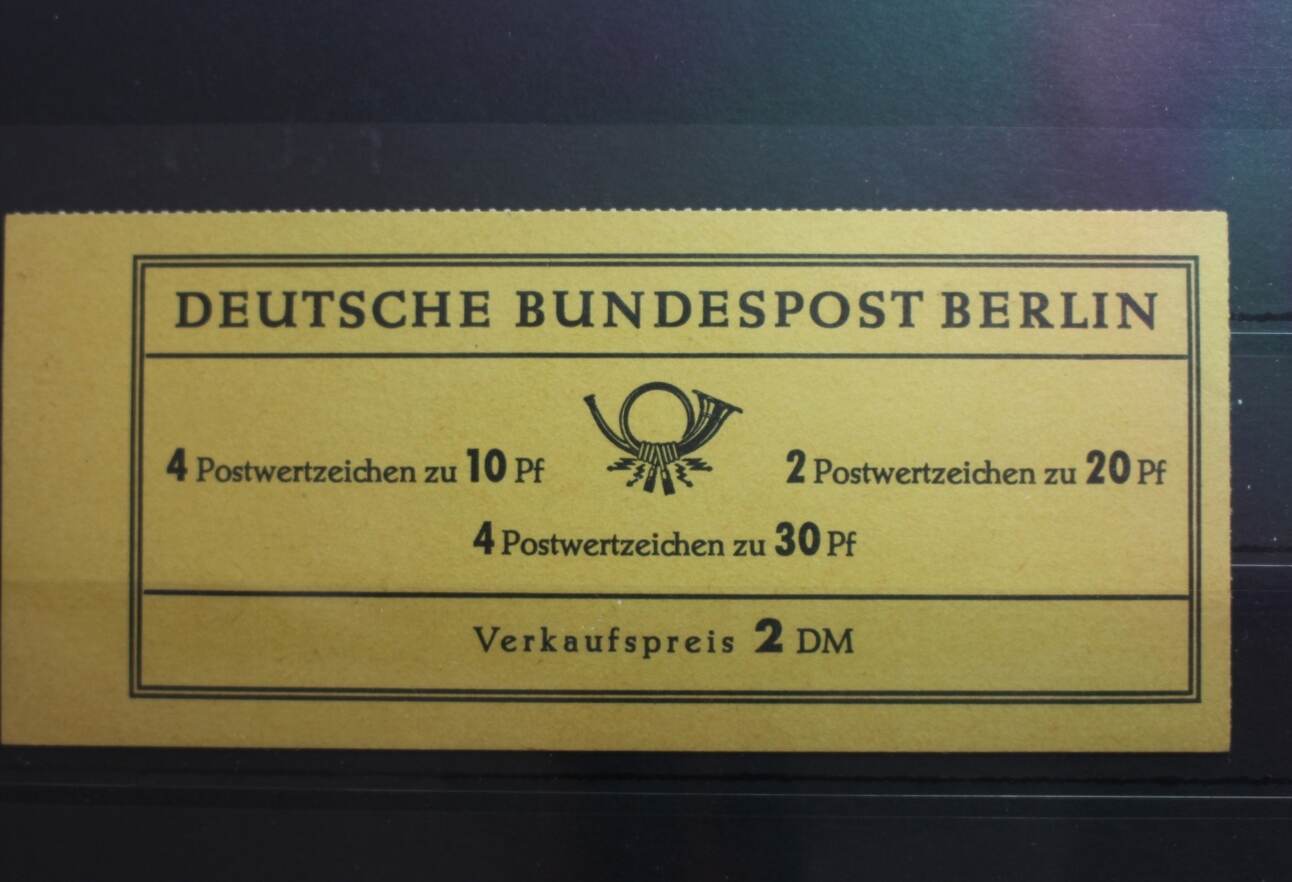 DEUTSCHE BUNDESPOST BERLIN
4 Postwertzeichen zu 10 Pf 2 Postwertzeichen zu 20 Pf
4 Postwertzeichen zu 30 Pf
Verkaufspreis 2 DM